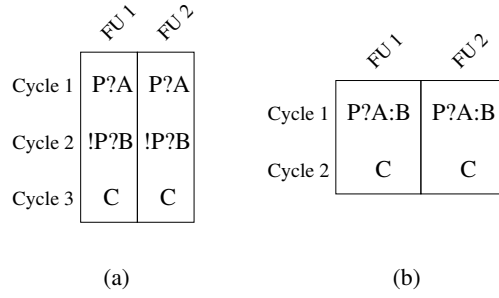 FU 1 FU 2
Cycle 1 P?A P?A
Cycle 2 !P?B !P?B
Cycle 3 C C
(a)
FU 1 FU 2
Cycle 1 P?A:B P?A:B
Cycle 2 C C
(b)